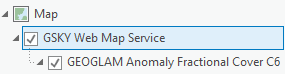 Map
GSKY Web Map Service
GEOGLAM Anomaly Fractional Cover C6